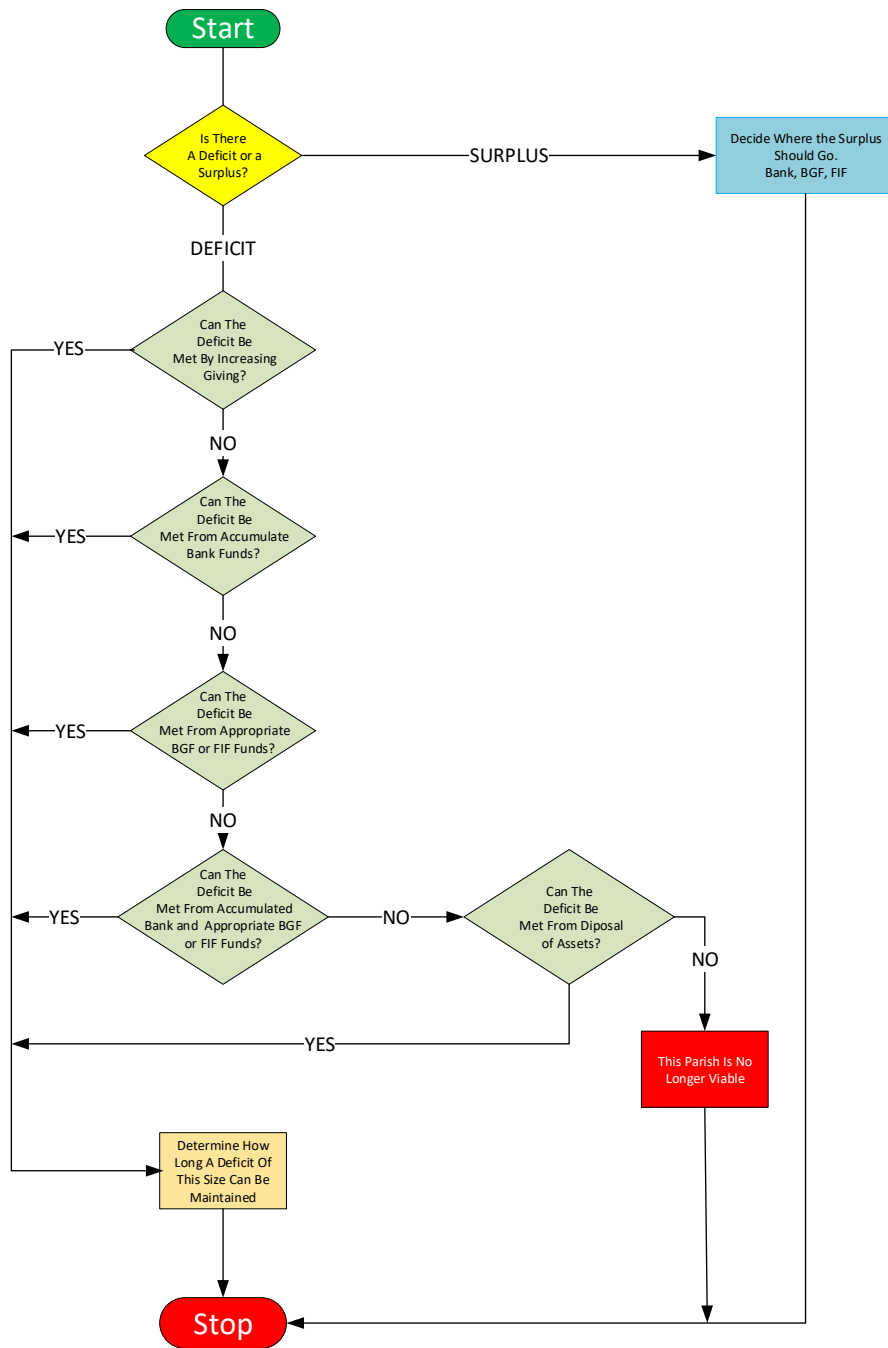 Start
Is There
A Deficit or a
Surplus?
SURPLUS
Decide Where the Surplus
Should Go.
Bank, BGF, FIF
DEFICIT
Can The
Deficit Be
Met By Increasing
Giving?
YES
NO
Can The
Deficit Be
Met From Accumulate
Bank Funds?
YES
NO
Can The
Deficit Be
Met From Appropriate
BGF or FIF Funds?
YES
NO
Can The
Deficit Be
Met From Accumulated
Bank and Appropriate BGF
or FIF Funds?
YES
NO
Can The
Deficit Be
Met From Diposal
of Assets?
NO
YES
This Parish Is No
Longer Viable
Determine How
Long A Deficit Of
This Size Can Be
Maintained
Stop